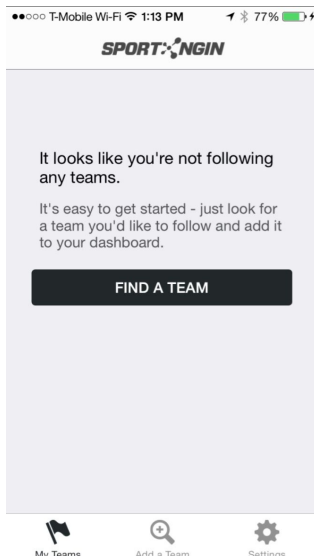 T-Mobile Wi-Fi 1:13 PM 77%
SPORT NGIN
It looks like you're not following
any teams.
It's easy to get started - just look for
a team you'd like to follow and add it
to your dashboard.
FIND A TEAM
My Teams Add a Team Settings